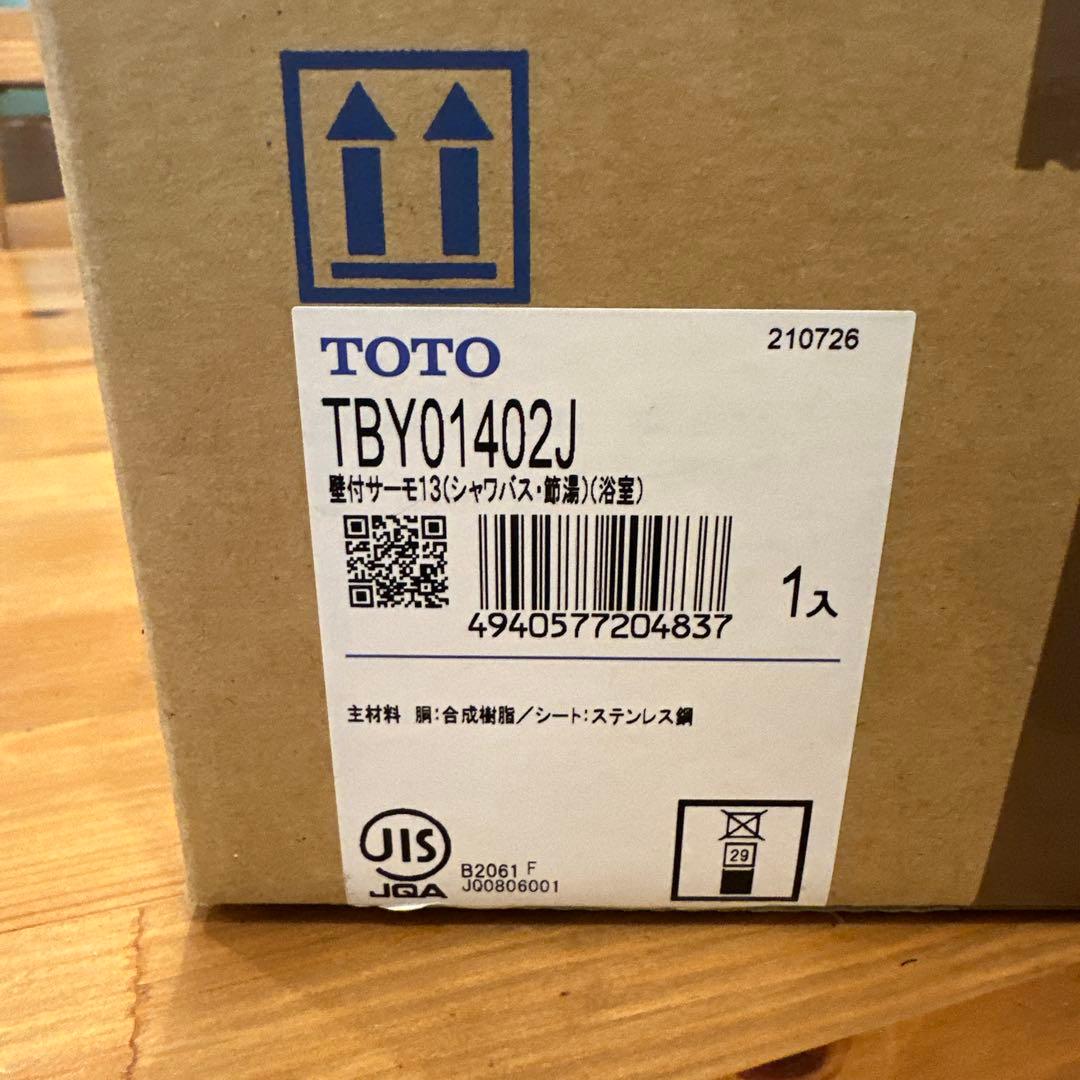 TOTO 210726
TBY01402J
壁付サーモ13(シャワバス・節湯)(浴室)
4940577204837 1入
主材料 胴:合成樹脂/シート:ステンレス鋼
JIS
JQA
B2061 F
JQ0806001
29